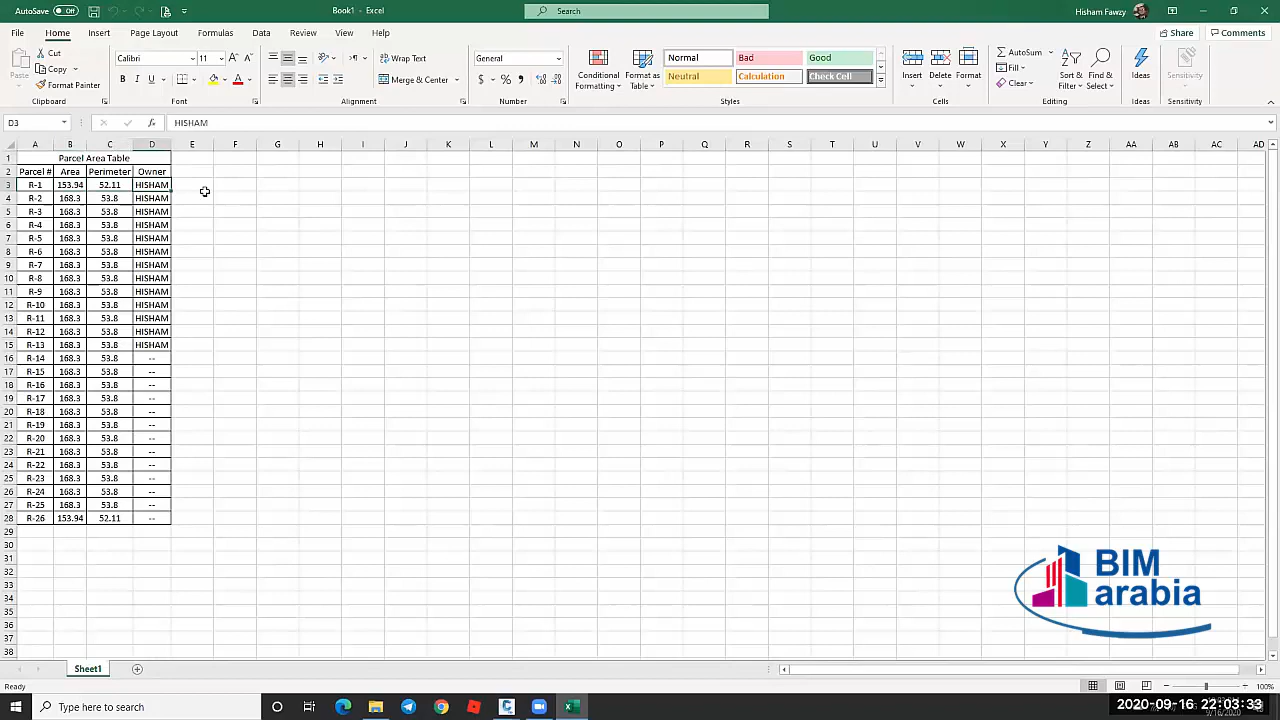 AutoSave Off Book1 - Excel Search Hisham Fawzy
File Home Insert Page Layout Formulas Data Review View Help Share Comments
Paste Cut Copy Format Painter Clipboard
Calibri 11 B I U Font
Wrap Text Merge & Center Alignment
General $ % Number
Conditional Formatting Format as Table Normal Bad Good Neutral Calculation Check Cell Styles
Insert Delete Format Cells
AutoSum Fill Clear Sort & Filter Find & Select Editing
Ideas Ideas Sensitivity Sensitivity
D3 fx HISHAM
A B C D E F G H I J K L M N O P Q R S T U V W X Y Z AA AB AC AD
1 Parcel Area Table
2 Parcel # Area Perimeter Owner
3 R-1 153.94 52.11 HISHAM
4 R-2 168.3 53.8 HISHAM
5 R-3 168.3 53.8 HISHAM
6 R-4 168.3 53.8 HISHAM
7 R-5 168.3 53.8 HISHAM
8 R-6 168.3 53.8 HISHAM
9 R-7 168.3 53.8 HISHAM
10 R-8 168.3 53.8 HISHAM
11 R-9 168.3 53.8 HISHAM
12 R-10 168.3 53.8 HISHAM
13 R-11 168.3 53.8 HISHAM
14 R-12 168.3 53.8 HISHAM
15 R-13 168.3 53.8 HISHAM
16 R-14 168.3 53.8 --
17 R-15 168.3 53.8 --
18 R-16 168.3 53.8 --
19 R-17 168.3 53.8 --
20 R-18 168.3 53.8 --
21 R-19 168.3 53.8 --
22 R-20 168.3 53.8 --
23 R-21 168.3 53.8 --
24 R-22 168.3 53.8 --
25 R-23 168.3 53.8 --
26 R-24 168.3 53.8 --
27 R-25 168.3 53.8 --
28 R-26 153.94 52.11 --
29
30
31
32
33
34
35
36
37
38
BIM
arabia
Sheet1
Ready 100%
Type here to search
2020-09-16 22:03:33
9/16/2020